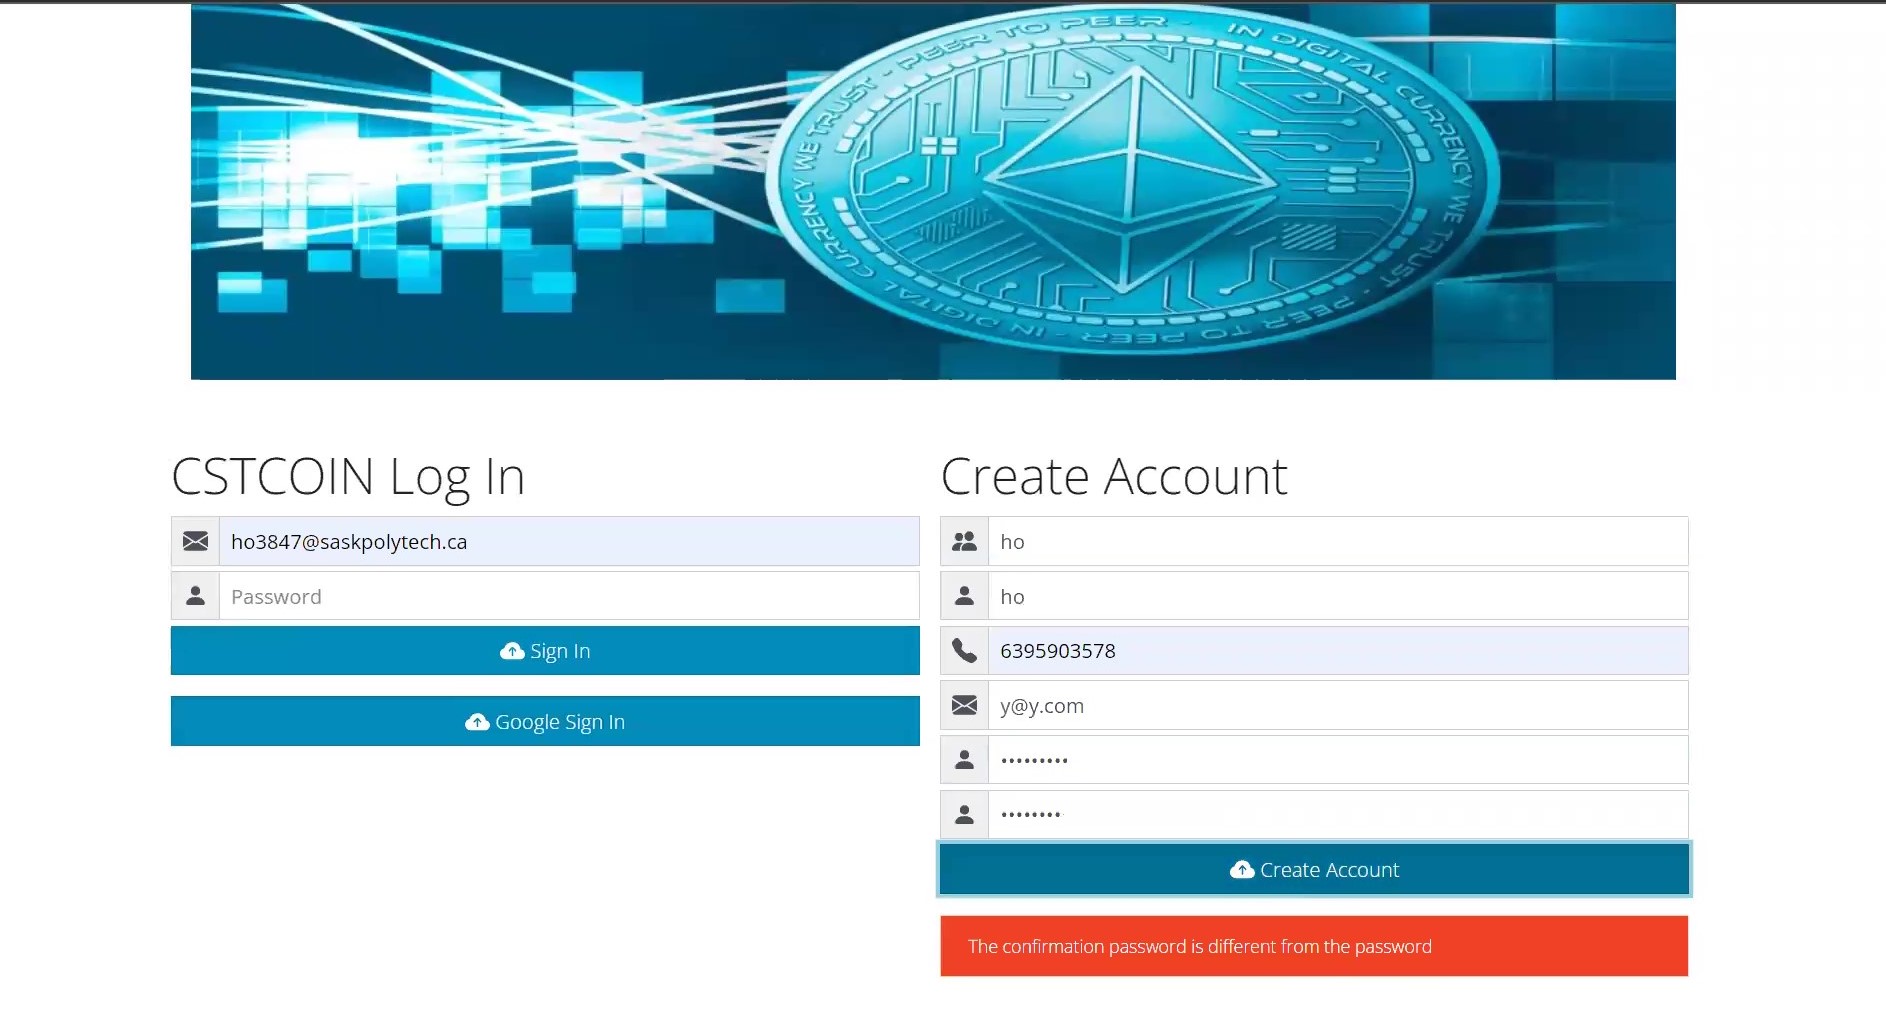 CURRENCY WE TRUST - PEER TO PEER - IN DIGITAL CURRENCY WE TRUST - PEER TO PEER - IN DIGITAL
CSTCOIN Log In
ho3847@saskpolytech.ca
Password
Sign In
Google Sign In
Create Account
ho
ho
6395903578
y@y.com
•••••••••
••••••••
Create Account
The confirmation password is different from the password